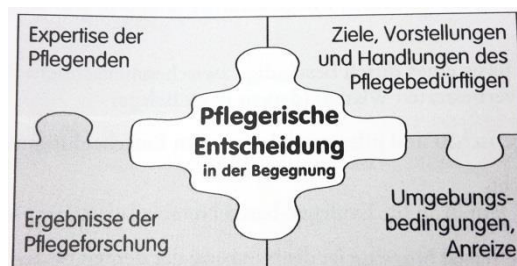 Expertise der
Pflegenden
Ziele, Vorstellungen
und Handlungen des
Pflegebedürftigen
Pflegerische
Entscheidung
in der Begegnung
Ergebnisse der
Pflegeforschung
Umgebungs-
bedingungen,
Anreize